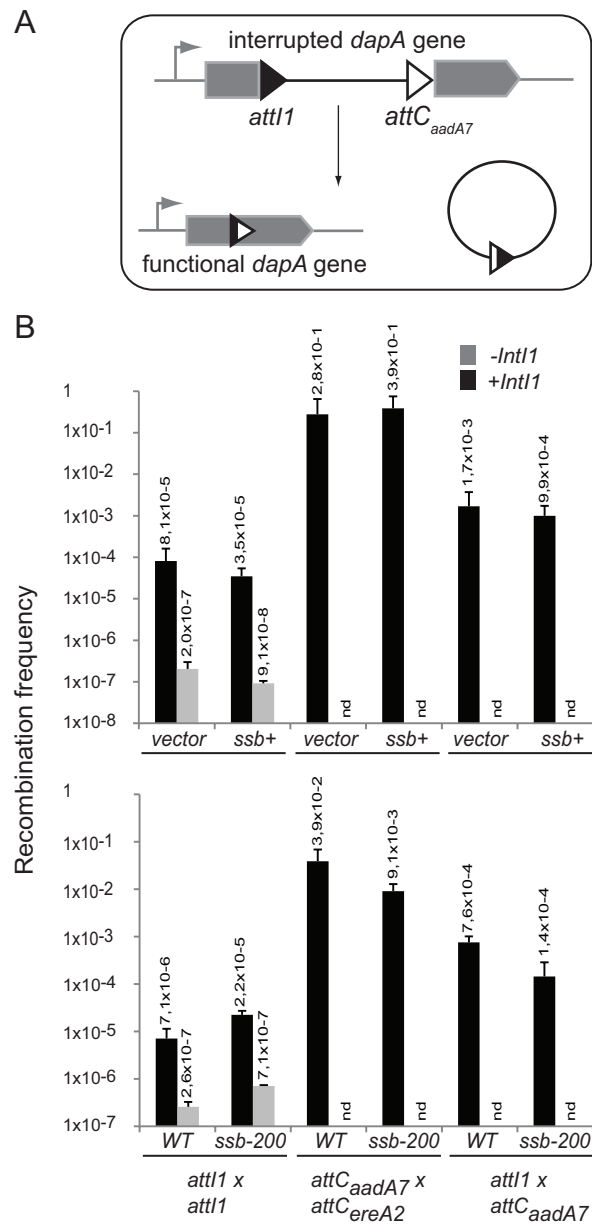 A
interrupted dapA gene
attI1
attC aadA7
functional dapA gene
B
-IntI1
+IntI1
Recombination frequency
1
1x10-1
1x10-2
1x10-3
1x10-4
1x10-5
1x10-6
1x10-7
1x10-8
8,1x10-5
2,0x10-7
3,5x10-5
9,1x10-8
2,8x10-1
nd
3,9x10-1
nd
1,7x10-3
nd
9,9x10-4
nd
vector ssb+ vector ssb+ vector ssb+
1
1x10-1
1x10-2
1x10-3
1x10-4
1x10-5
1x10-6
1x10-7
7,1x10-6
2,6x10-7
2,2x10-5
7,1x10-7
3,9x10-2
nd
9,1x10-3
nd
7,6x10-4
nd
1,4x10-4
nd
WT ssb-200 WT ssb-200 WT ssb-200
attI1 x
attI1
attCaadA7 x
attCereA2
attI1 x
attCaadA7